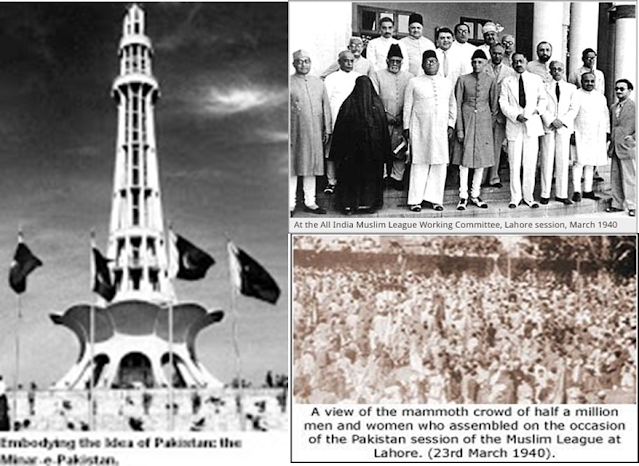 Embodying the Idea of Pakistan: the
Minar-e-Pakistan.
At the All India Muslim League Working Committee, Lahore session, March 1940
A view of the mammoth crowd of half a million
men and women who assembled on the occasion
of the Pakistan session of the Muslim League at
Lahore. (23rd March 1940).